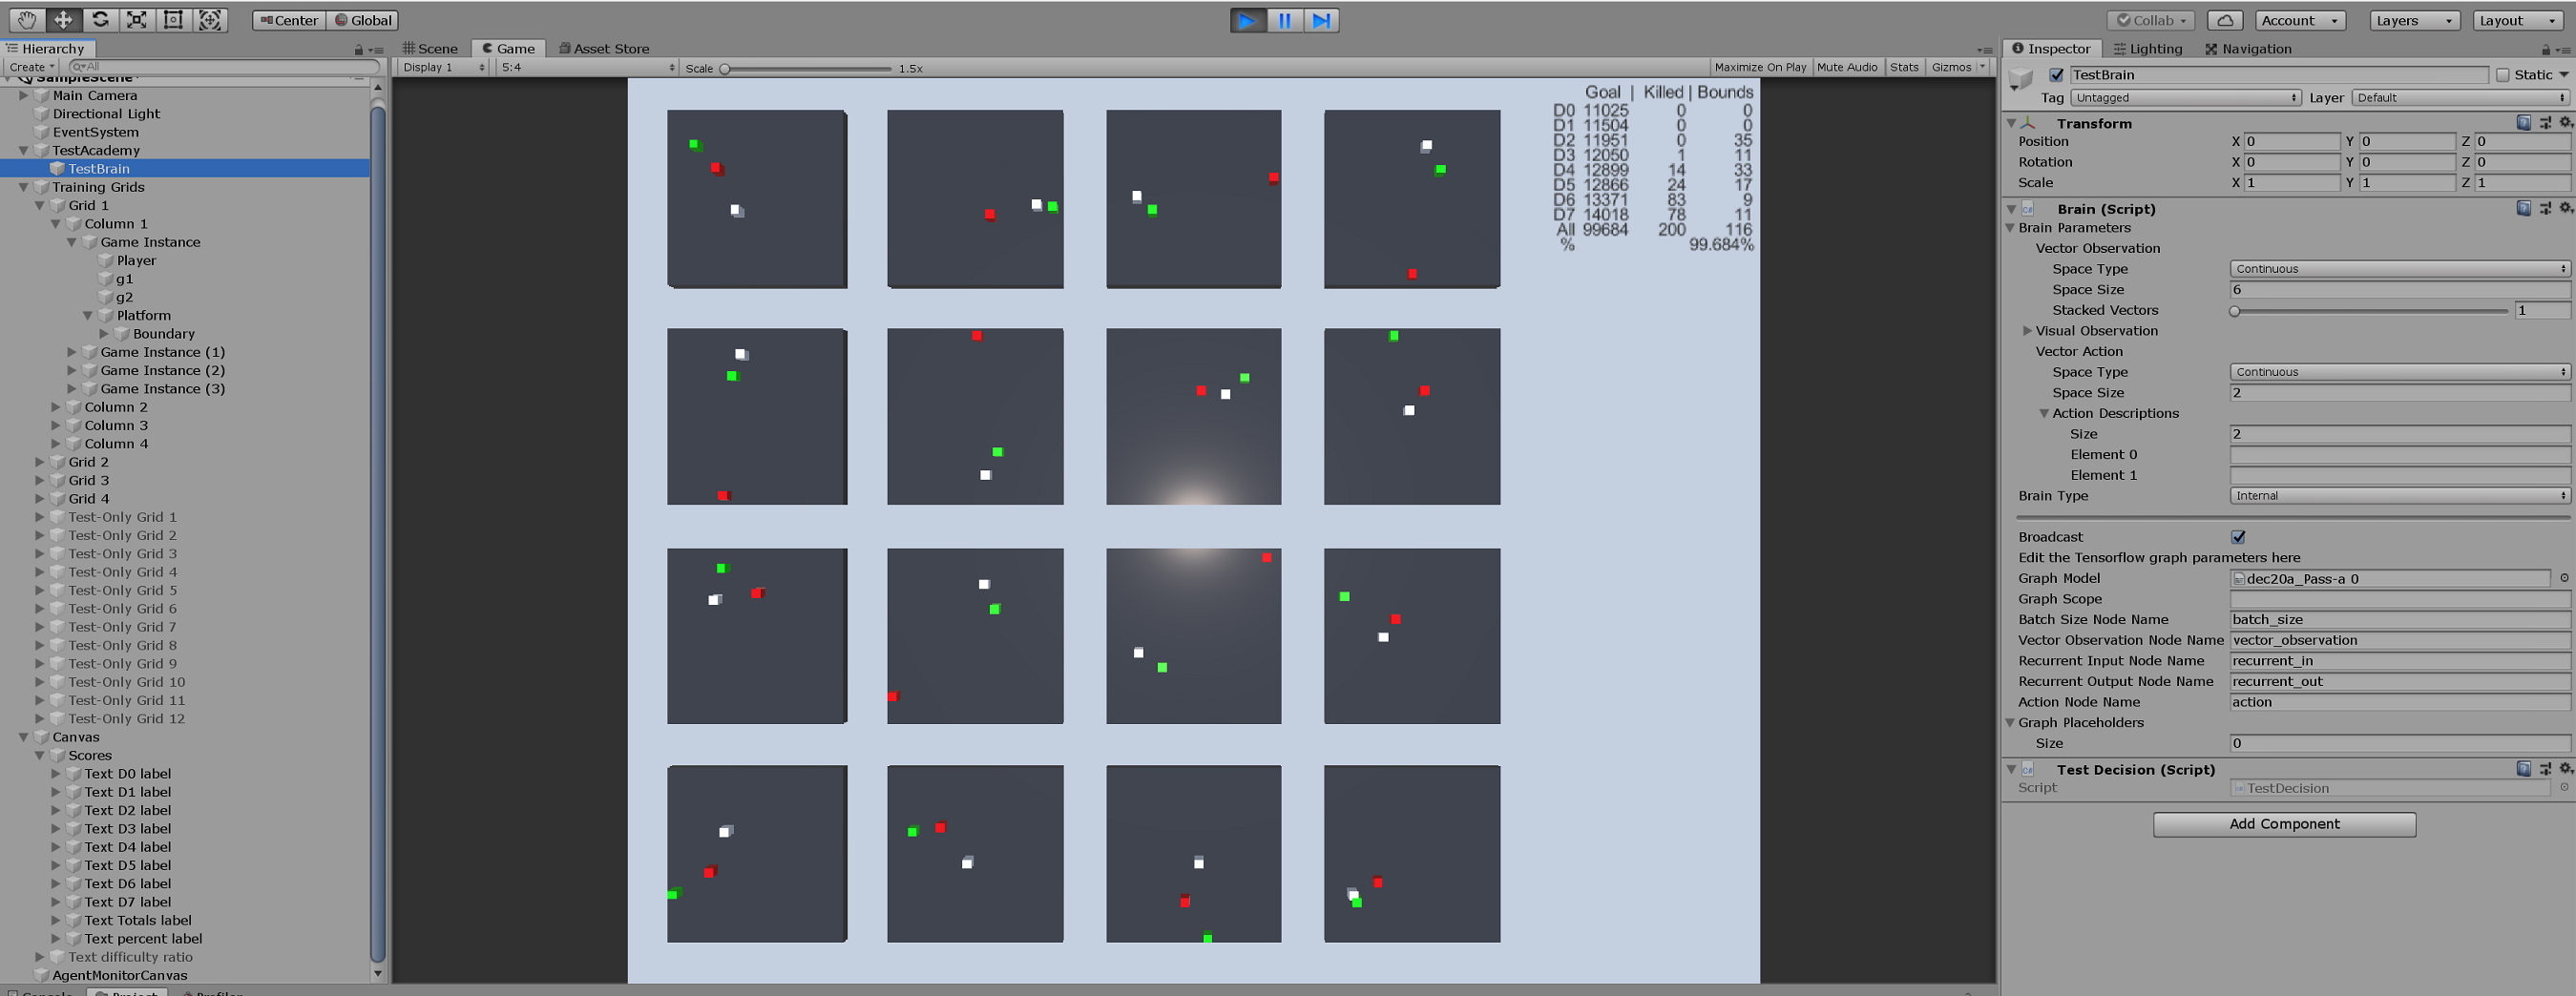 Center Global Collab Account Layers Layout
Hierarchy
Create All
SampleScene
Main Camera
Directional Light
EventSystem
TestAcademy
TestBrain
Training Grids
Grid 1
Column 1
Game Instance
Player
g1
g2
Platform
Boundary
Game Instance (1)
Game Instance (2)
Game Instance (3)
Column 2
Column 3
Column 4
Grid 2
Grid 3
Grid 4
Test-Only Grid 1
Test-Only Grid 2
Test-Only Grid 3
Test-Only Grid 4
Test-Only Grid 5
Test-Only Grid 6
Test-Only Grid 7
Test-Only Grid 8
Test-Only Grid 9
Test-Only Grid 10
Test-Only Grid 11
Test-Only Grid 12
Canvas
Scores
Text D0 label
Text D1 label
Text D2 label
Text D3 label
Text D4 label
Text D5 label
Text D6 label
Text D7 label
Text Totals label
Text percent label
Text difficulty ratio
AgentMonitorCanvas
Console Project Profiler
Scene Game Asset Store
Display 1 5:4 Scale 1.5x Maximize On Play Mute Audio Stats Gizmos
Goal | Killed | Bounds
D0 11025 0 0
D1 11504 0 0
D2 11951 0 35
D3 12050 1 11
D4 12899 14 33
D5 12866 24 17
D6 13371 83 9
D7 14018 78 11
All 99684 200 116
% 99.684%
Inspector Lighting Navigation
TestBrain Static
Tag Untagged Layer Default
Transform
Position X 0 Y 0 Z 0
Rotation X 0 Y 0 Z 0
Scale X 1 Y 1 Z 1
Brain (Script)
Brain Parameters
Vector Observation
Space Type Continuous
Space Size 6
Stacked Vectors 1
Visual Observation
Vector Action
Space Type Continuous
Space Size 2
Action Descriptions
Size 2
Element 0
Element 1
Brain Type Internal
Broadcast
Edit the Tensorflow graph parameters here
Graph Model dec20a_Pass-a_0
Graph Scope
Batch Size Node Name batch_size
Vector Observation Node Name vector_observation
Recurrent Input Node Name recurrent_in
Recurrent Output Node Name recurrent_out
Action Node Name action
Graph Placeholders
Size 0
Test Decision (Script)
Script TestDecision
Add Component